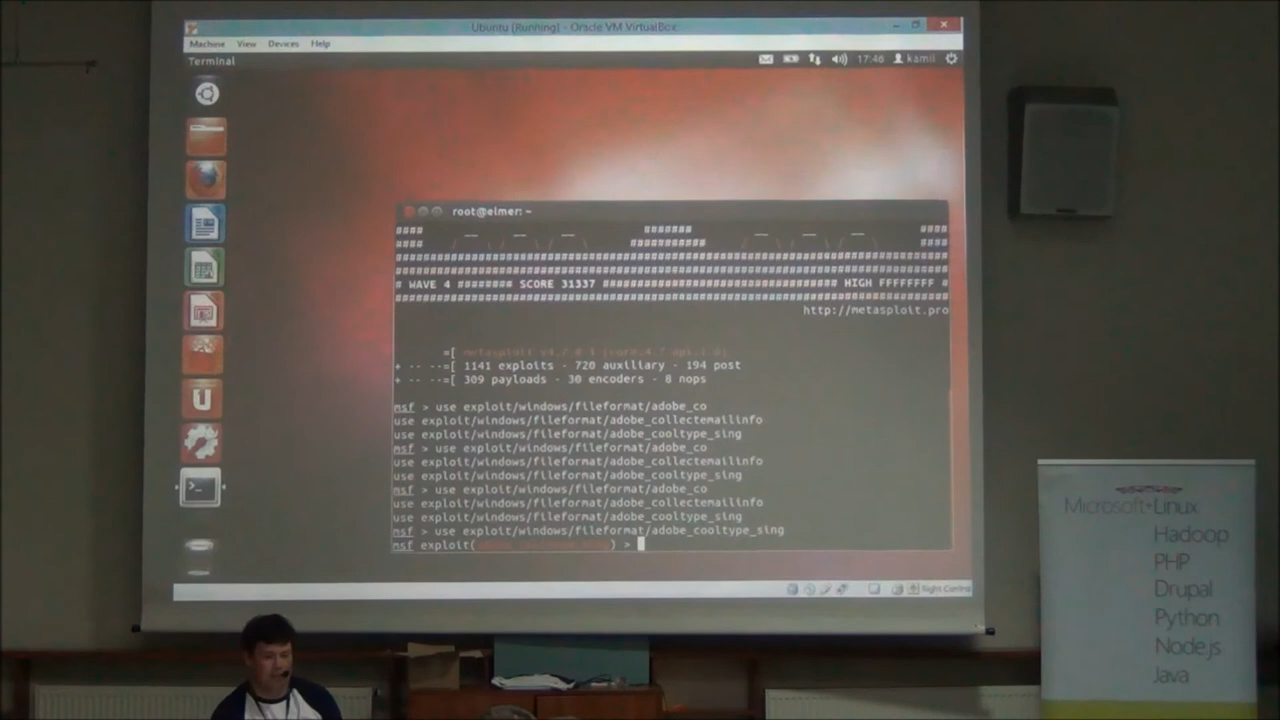 Ubuntu [Running] - Oracle VM VirtualBox
Machine View Devices Help
Terminal
17:46 kamil
root@elmer: ~
#### #######
####
#### ###########
####
# WAVE 4 ####### SCORE 31337 ################################### HIGH FFFFFFFF #
http://metasploit.pro
=[ metasploit
+ -- --=[ 1141 exploits - 720 auxiliary - 194 post
+ -- --=[ 309 payloads - 30 encoders - 8 nops
msf > use exploit/windows/fileformat/adobe_co
use exploit/windows/fileformat/adobe_collectemailinfo
use exploit/windows/fileformat/adobe_cooltype_sing
msf > use exploit/windows/fileformat/adobe_co
use exploit/windows/fileformat/adobe_collectemailinfo
use exploit/windows/fileformat/adobe_cooltype_sing
msf > use exploit/windows/fileformat/adobe_co
use exploit/windows/fileformat/adobe_collectemailinfo
use exploit/windows/fileformat/adobe_cooltype_sing
msf > use exploit/windows/fileformat/adobe_cooltype_sing
msf exploit( ) >
Right Control
Microsoft+Linux
Hadoop
PHP
Drupal
Python
Node.js
Java